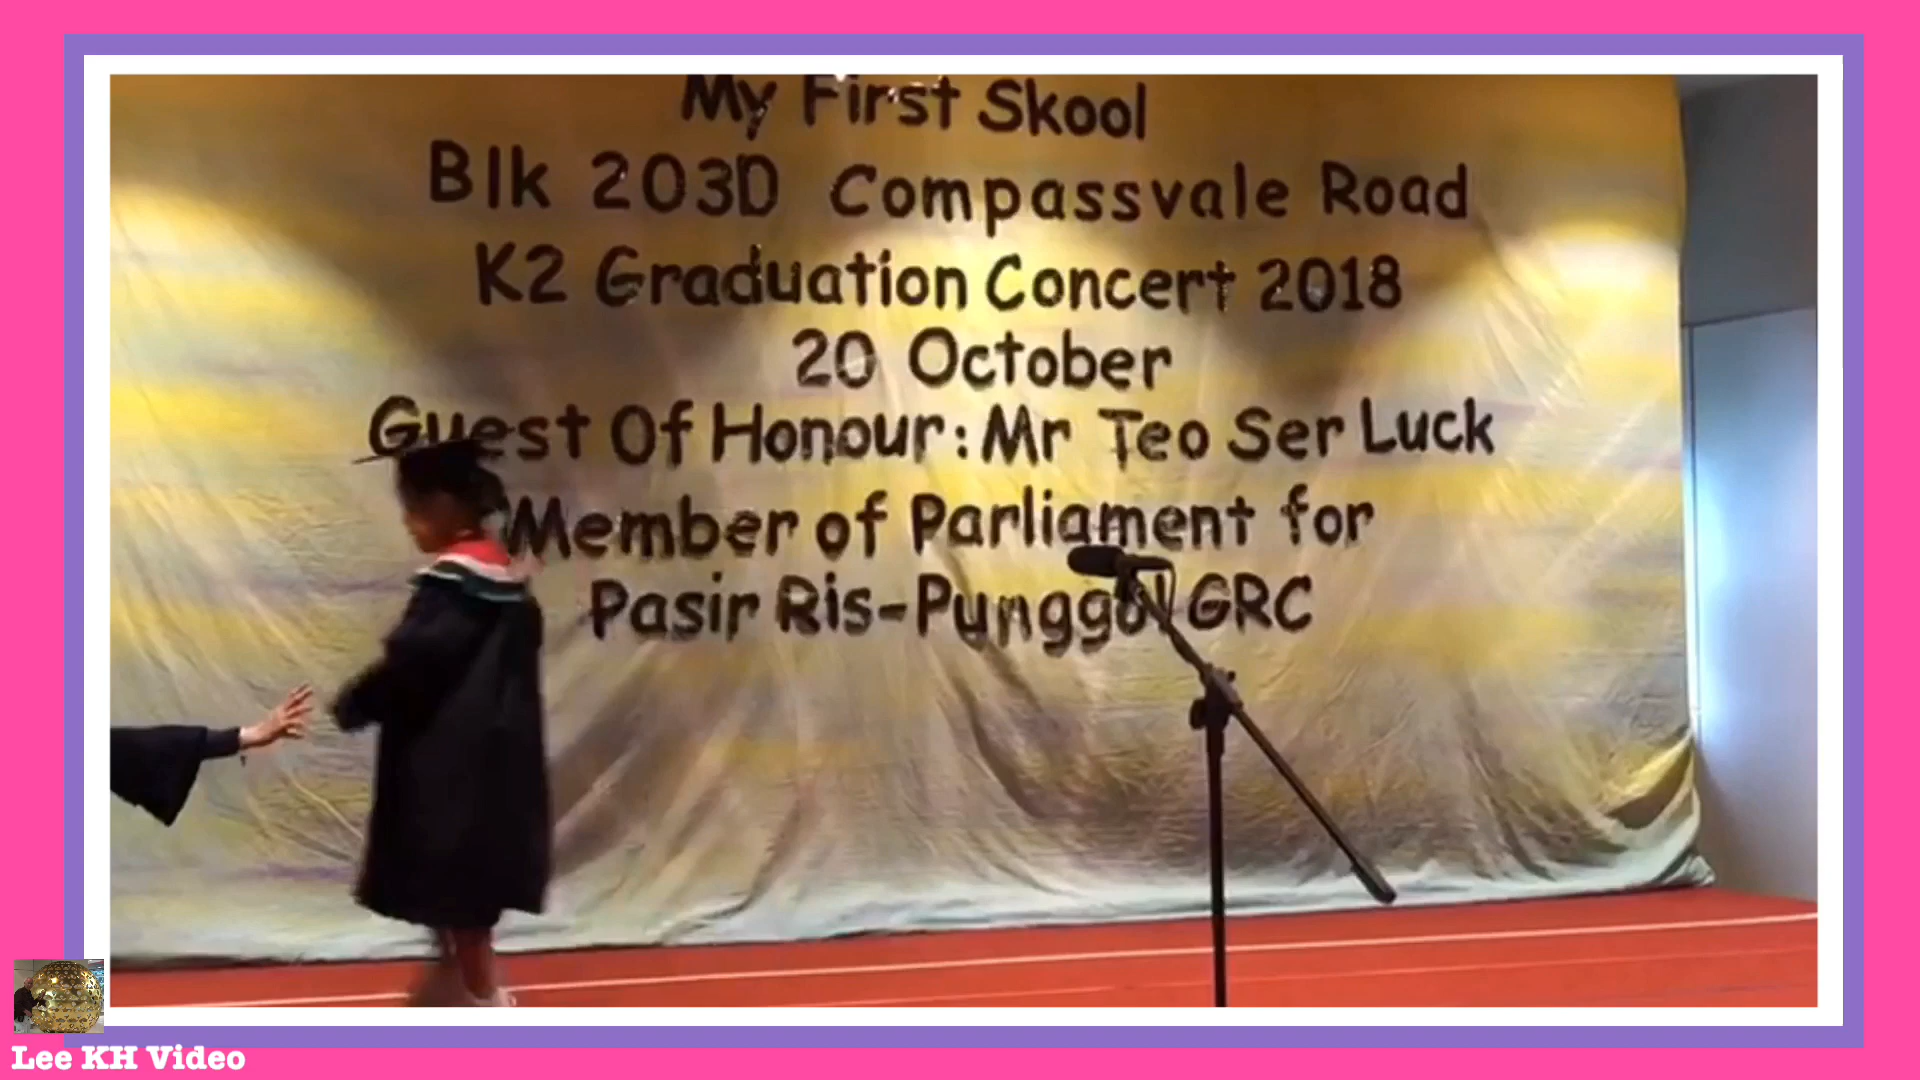 My First Skool
Blk 203D Compassvale Road
K2 Graduation Concert 2018
20 October
Guest Of Honour: Mr Teo Ser Luck
Member of Parliament for
Pasir Ris-Punggol GRC
Lee KH Video